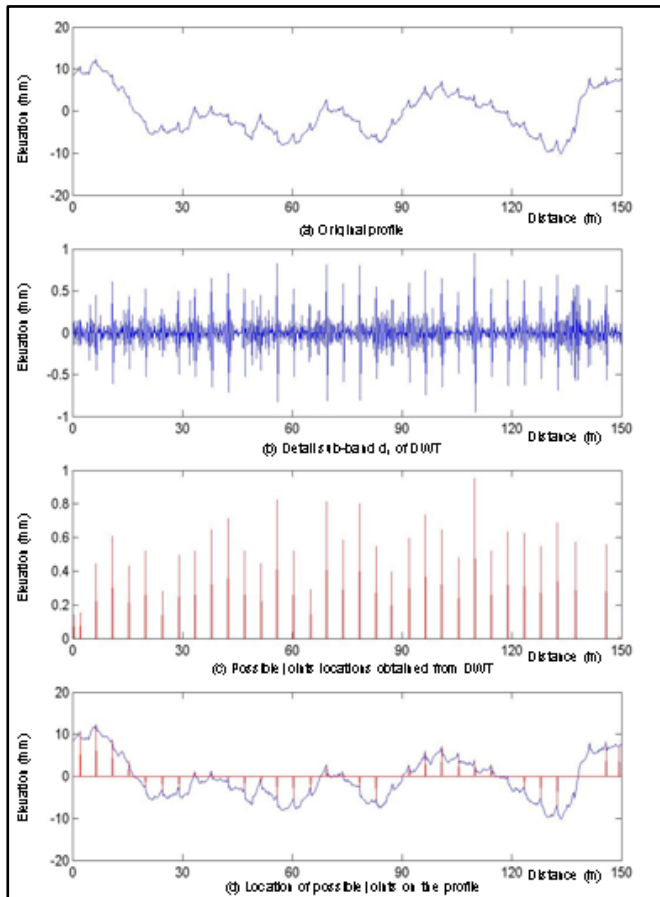 20
10
0
-10
-20
Elevation (mm)
0 30 60 90 120 150
Distance (m)
(a) Original profile
1
0.5
0
-0.5
-1
Elevation (mm)
0 30 60 90 120 150
Distance (m)
(b) Detail sub-band d₁ of DWT
1
0.8
0.6
0.4
0.2
0
Elevation (mm)
0 30 60 90 120 150
Distance (m)
(c) Possible joints locations obtained from DWT
20
10
0
-10
-20
Elevation (mm)
0 30 60 90 120 150
Distance (m)
(d) Location of possible joints on the profile